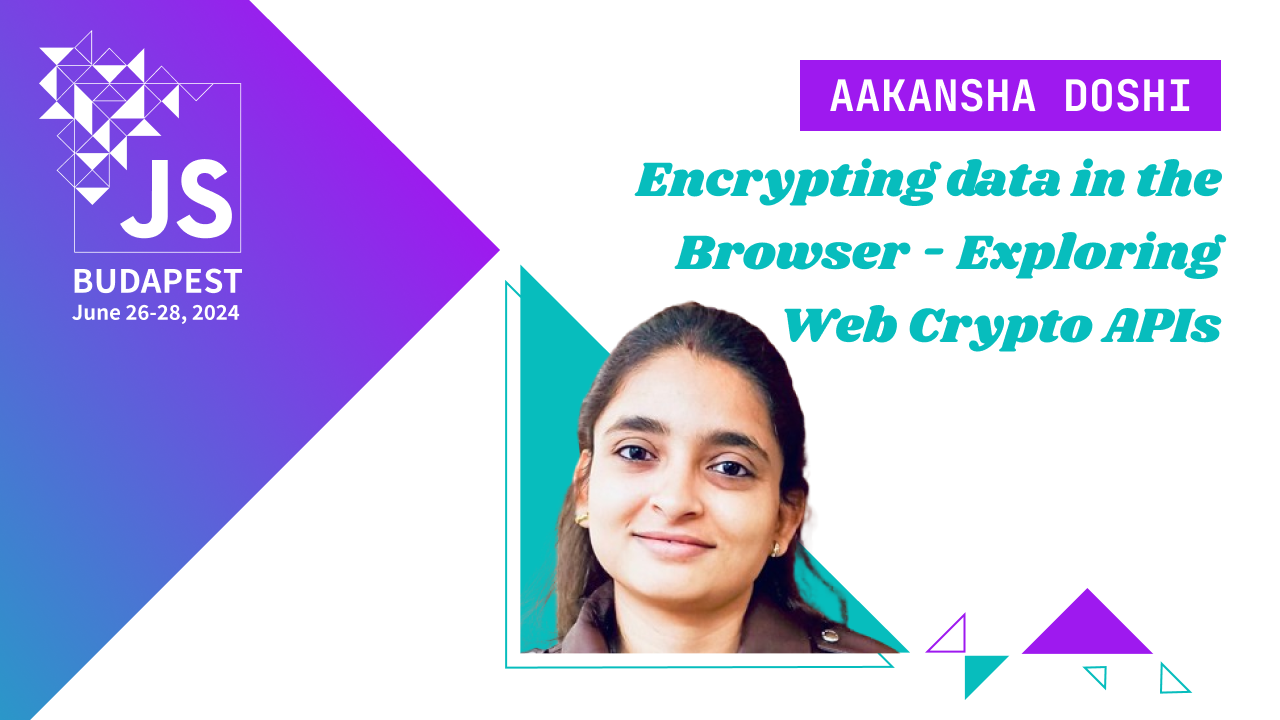 JS
BUDAPEST
June 26-28, 2024
AAKANSHA DOSHI
Encrypting data in the
Browser - Exploring
Web Crypto APIs